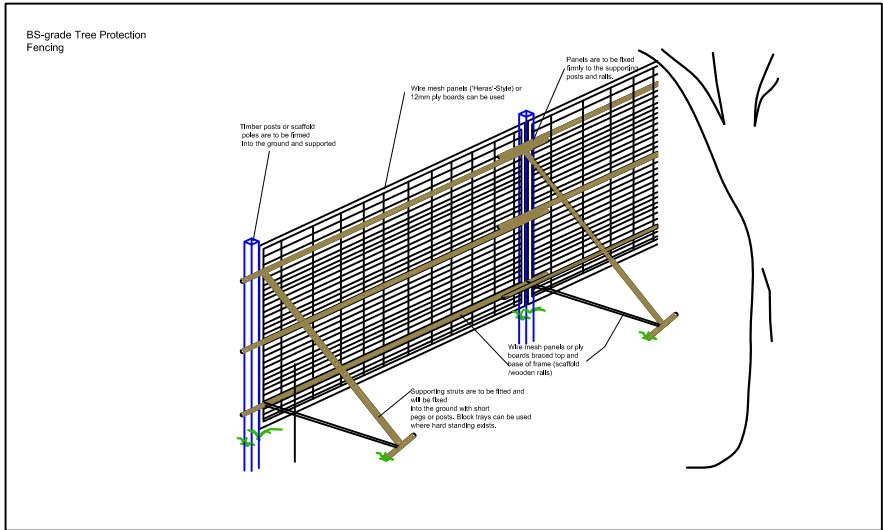 BS-grade Tree Protection
Fencing
Panels are to be fixed
firmly to the supporting
posts and rails.
Wire mesh panels ('Heras'-Style) or
12mm ply boards can be used
Timber posts or scaffold
poles are to be firmed
into the ground and supported
Wire mesh panels or ply
boards braced top and
base of frame (scaffold
/wooden rails)
Supporting struts are to be fitted and
will be fixed
into the ground with short
pegs or posts. Block trays can be used
where hard standing exists.